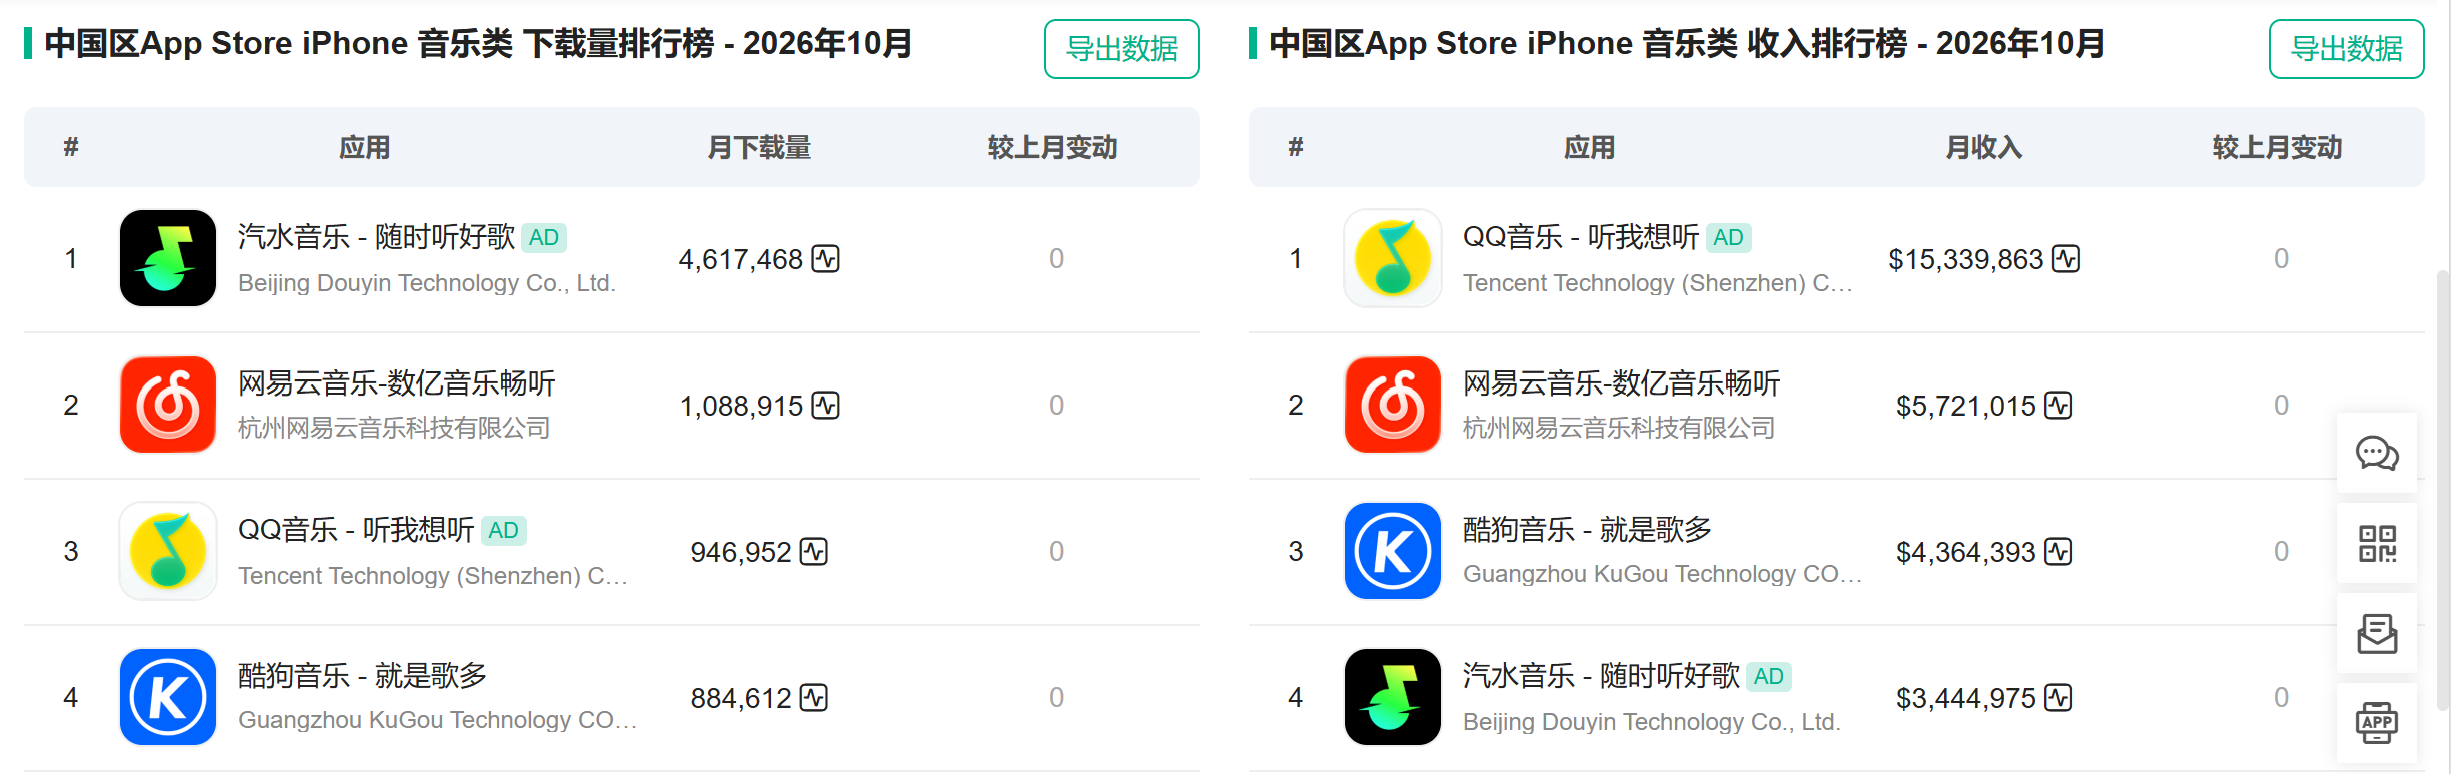 中国区App Store iPhone 音乐类 下载量排行榜 - 2026年10月
导出数据
# 应用 月下载量 较上月变动
1 汽水音乐 - 随时听好歌 AD 4,617,468 0
Beijing Douyin Technology Co., Ltd.
2 网易云音乐-数亿音乐畅听 1,088,915 0
杭州网易云音乐科技有限公司
3 QQ音乐 - 听我想听 AD 946,952 0
Tencent Technology (Shenzhen) C...
4 酷狗音乐 - 就是歌多 884,612 0
Guangzhou KuGou Technology CO...
中国区App Store iPhone 音乐类 收入排行榜 - 2026年10月
导出数据
# 应用 月收入 较上月变动
1 QQ音乐 - 听我想听 AD $15,339,863 0
Tencent Technology (Shenzhen) C...
2 网易云音乐-数亿音乐畅听 $5,721,015 0
杭州网易云音乐科技有限公司
3 酷狗音乐 - 就是歌多 $4,364,393 0
Guangzhou KuGou Technology CO...
4 汽水音乐 - 随时听好歌 AD $3,444,975 0
Beijing Douyin Technology Co., Ltd.
APP